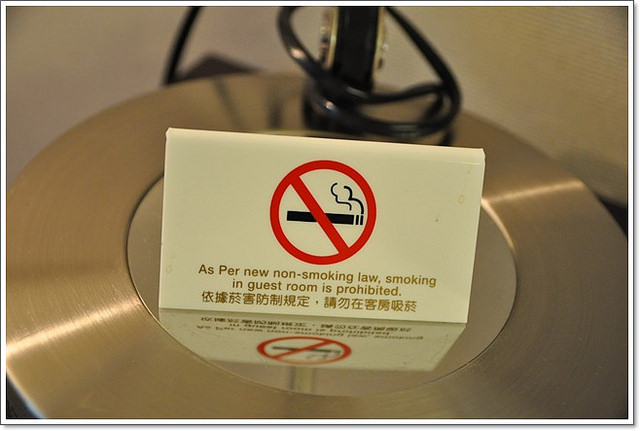 As Per new non-smoking law, smoking
in guest room is prohibited.
依據菸害防制規定，請勿在客房吸菸